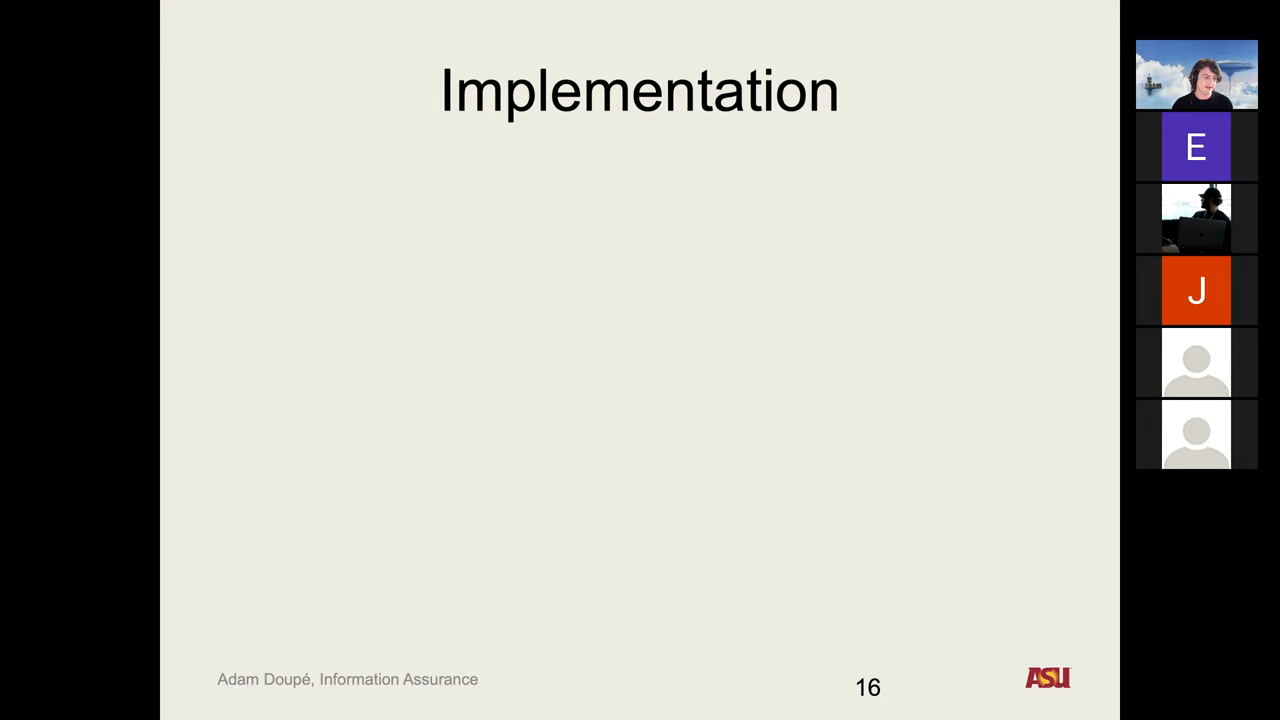 Implementation
E
J
Adam Doupé, Information Assurance
16
ASU